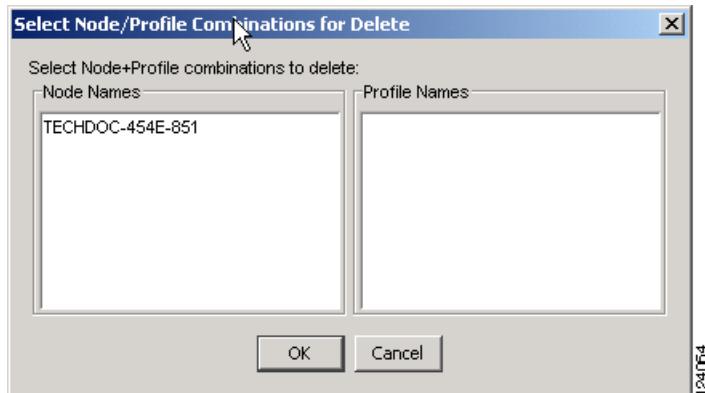 Select Node/Profile Combinations for Delete
Select Node+Profile combinations to delete:
Node Names
Profile Names
TECHDOC-454E-851
OK
Cancel
124064